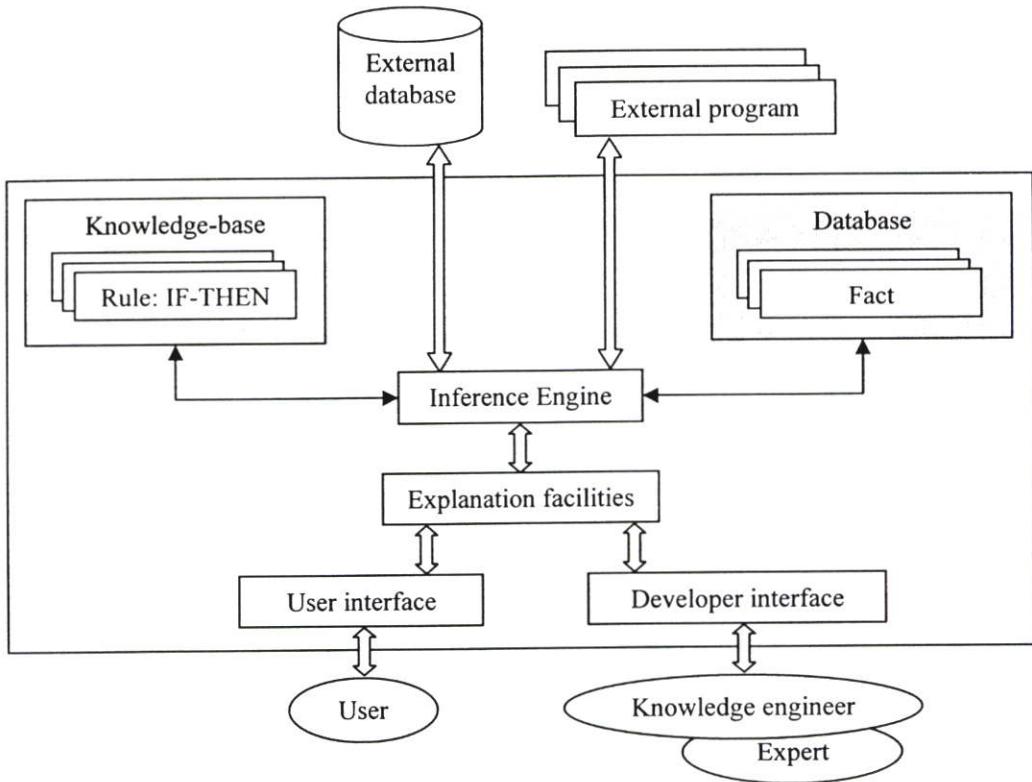 External
database
External program
Knowledge-base
Rule: IF-THEN
Database
Fact
Inference Engine
Explanation facilities
User interface
Developer interface
User
Knowledge engineer
Expert